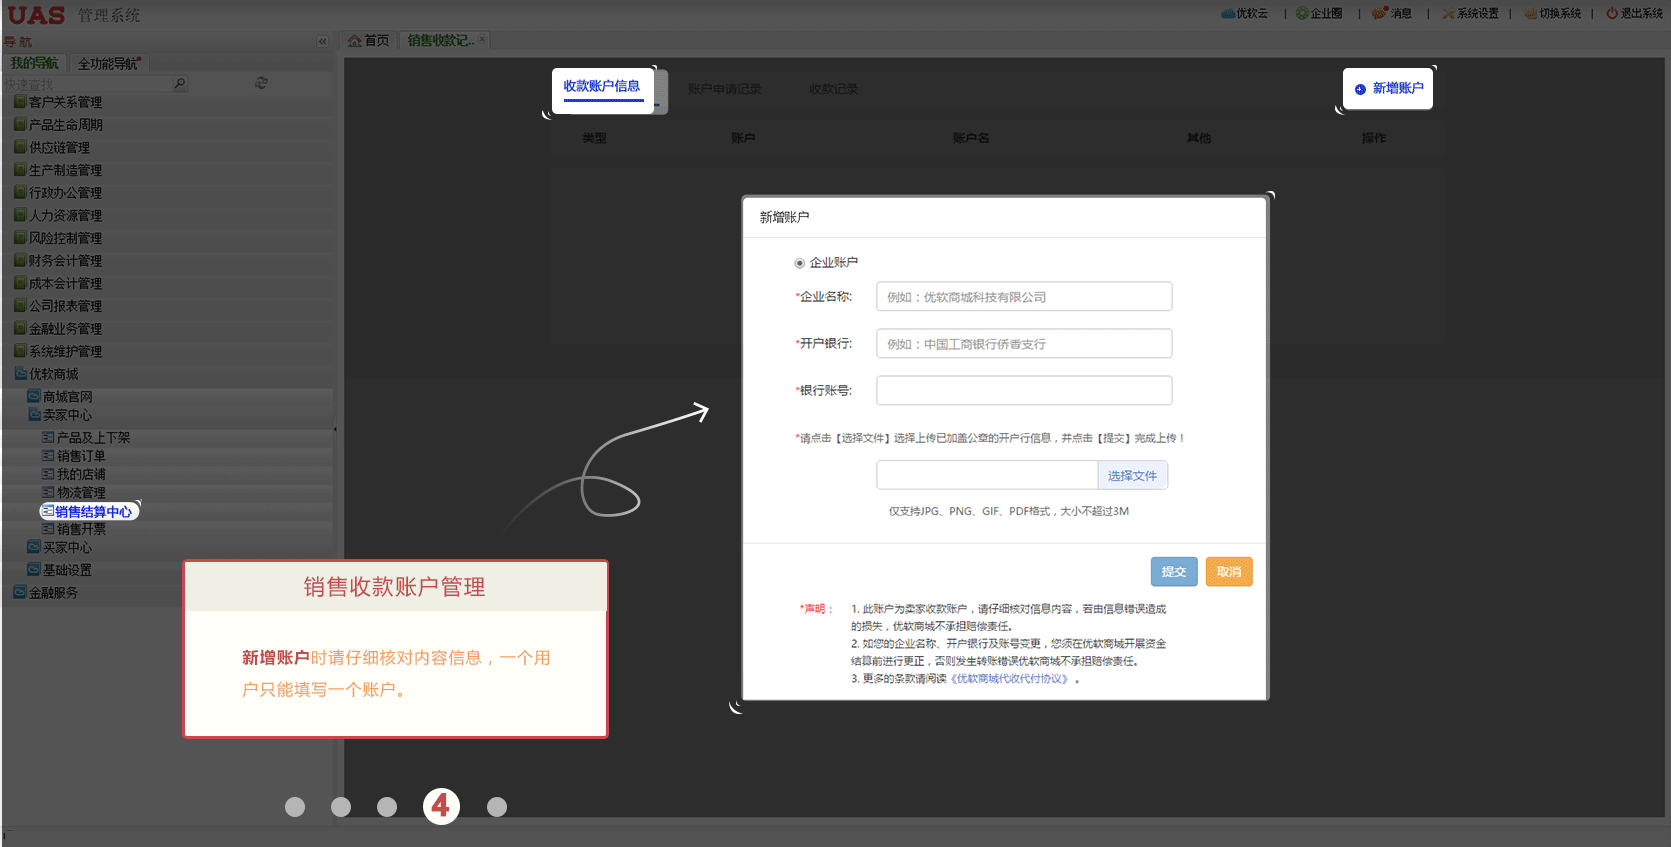 UAS 管理系统
优软云 | 企业圈 | 消息 | 系统设置 | 切换系统 | 退出系统
导航
首页 销售收款记..
我的导航 全功能导航
快速查找
客户关系管理
产品生命周期
供应链管理
生产制造管理
行政办公管理
人力资源管理
风险控制管理
财务会计管理
成本会计管理
公司报表管理
金融业务管理
系统维护管理
优软商城
商城官网
卖家中心
产品及上下架
销售订单
我的店铺
物流管理
销售结算中心
销售开票
买家中心
基础设置
金融服务
收款账户信息 账户申请记录 收款记录
新增账户
类型 账户 账户名 其他 操作
新增账户
企业账户
*企业名称: 例如：优软商城科技有限公司
*开户银行: 例如：中国工商银行侨香支行
*银行账号:
*请点击【选择文件】选择上传已加盖公章的开户行信息，并点击【提交】完成上传！
选择文件
仅支持JPG、PNG、GIF、PDF格式，大小不超过3M
提交 取消
*声明： 1. 此账户为卖家收款账户，请仔细核对信息内容，若由信息错误造成
的损失，优软商城不承担赔偿责任。
2. 如您的企业名称、开户银行及账号变更，您须在优软商城开展资金
结算前进行更正，否则发生转账错误优软商城不承担赔偿责任。
3. 更多的条款请阅读《优软商城代收代付协议》 。
销售收款账户管理
新增账户时请仔细核对内容信息，一个用
户只能填写一个账户。
4